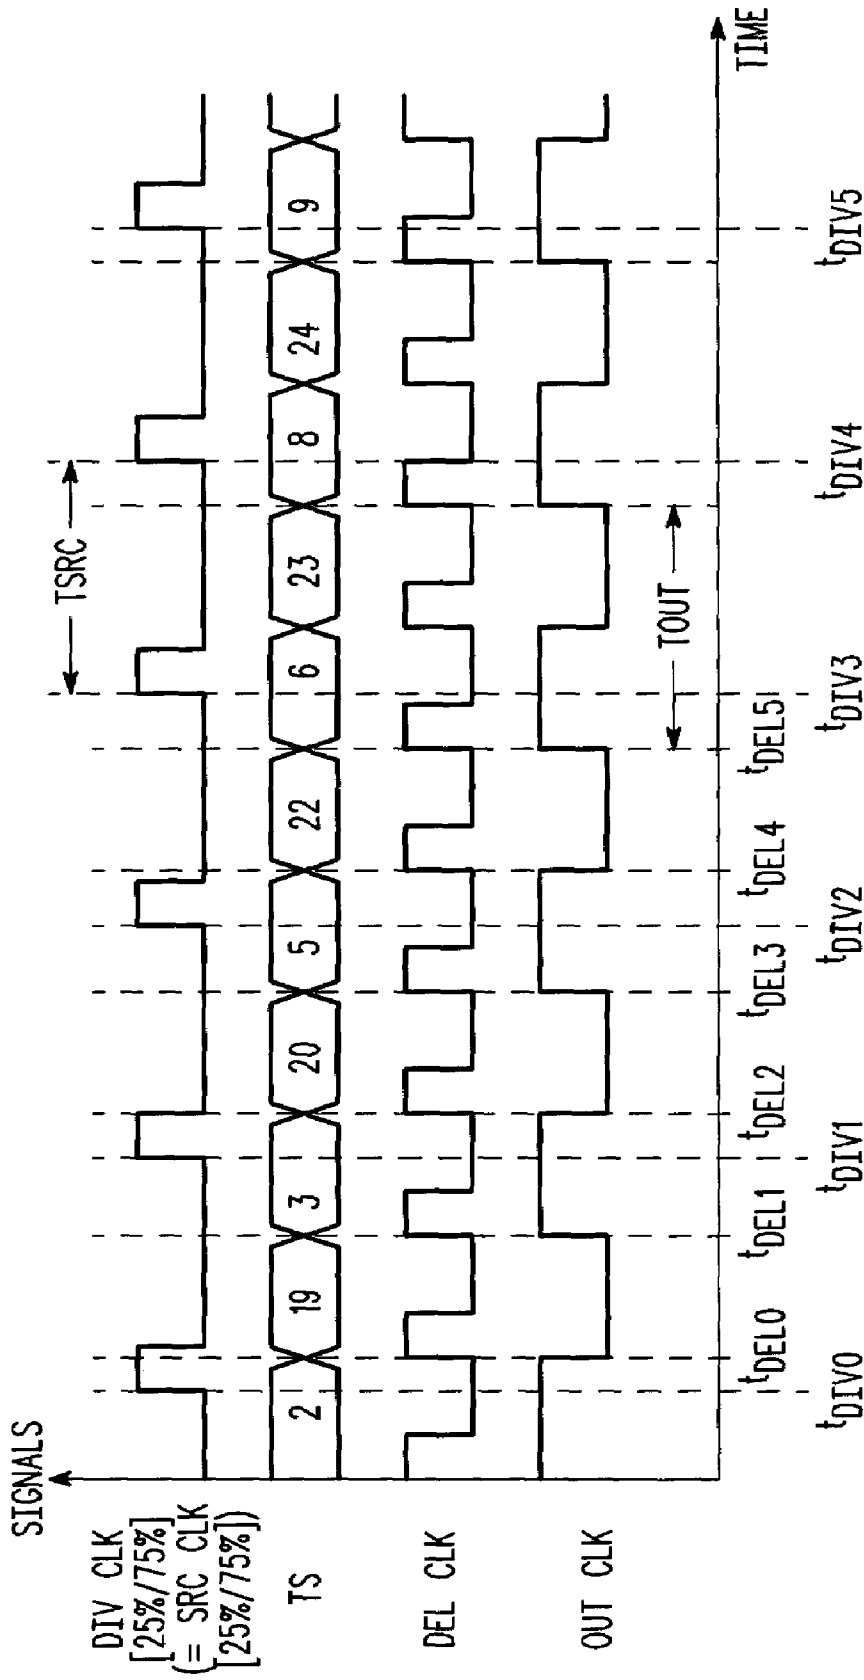 SIGNALS
DIV CLK
[25%/75%]
(= SRC CLK
[25%/75%])
TSRC
TS
2 19 3 20 5 22 6 23 8 24 9
DEL CLK
OUT CLK
TOUT
TIME
tDEL0 tDEL1 tDEL2 tDEL3 tDEL4 tDEL5
tDIV0 tDIV1 tDIV2 tDIV3 tDIV4 tDIV5